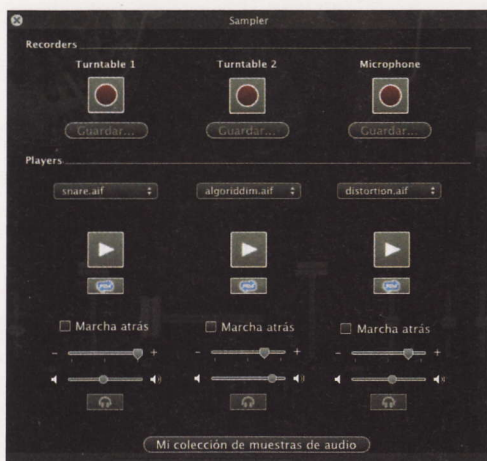 Sampler
Recorders
Turntable 1 Turntable 2 Microphone
Guardar... Guardar... Guardar...
Players
snare.aif algoriddim.aif distortion.aif
Marcha atrás Marcha atrás Marcha atrás
- + - + - +
Mi colección de muestras de audio